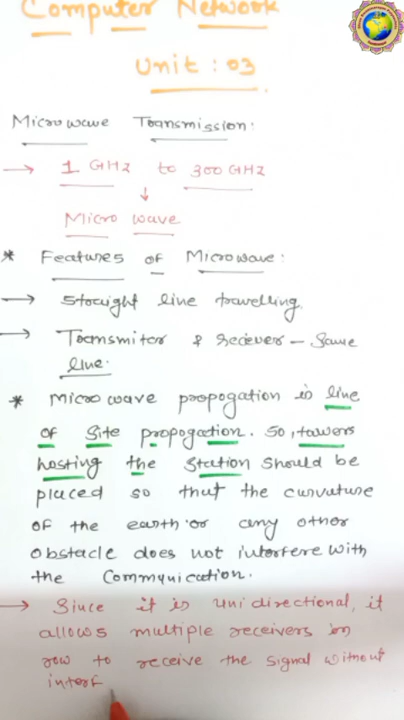 Computer Network
Unit : 03
Microwave Transmission:
→ 1 GHz to 300 GHz
↓
Micro wave
* Features of Microwave:
→ Straight line travelling.
→ Transmitor & reciever - same
line.
* Microwave propogation is line
of site propogation. So, towers
hosting the station should be
placed so that the curvature
of the earth or any other
obstacle does not interfere with
the Communication.
→ Since it is unidirectional, it
allows multiple receivers in
row to receive the signal without
interf